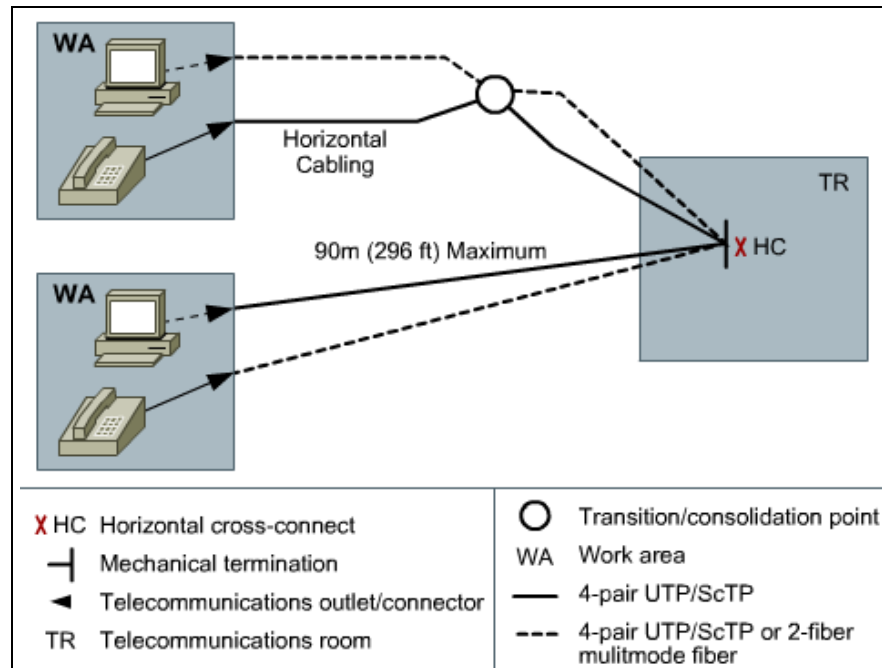 WA
Horizontal
Cabling
TR
90m (296 ft) Maximum
X HC
WA
X HC Horizontal cross-connect
Mechanical termination
Telecommunications outlet/connector
TR Telecommunications room
Transition/consolidation point
WA Work area
4-pair UTP/ScTP
4-pair UTP/ScTP or 2-fiber
mulitmode fiber